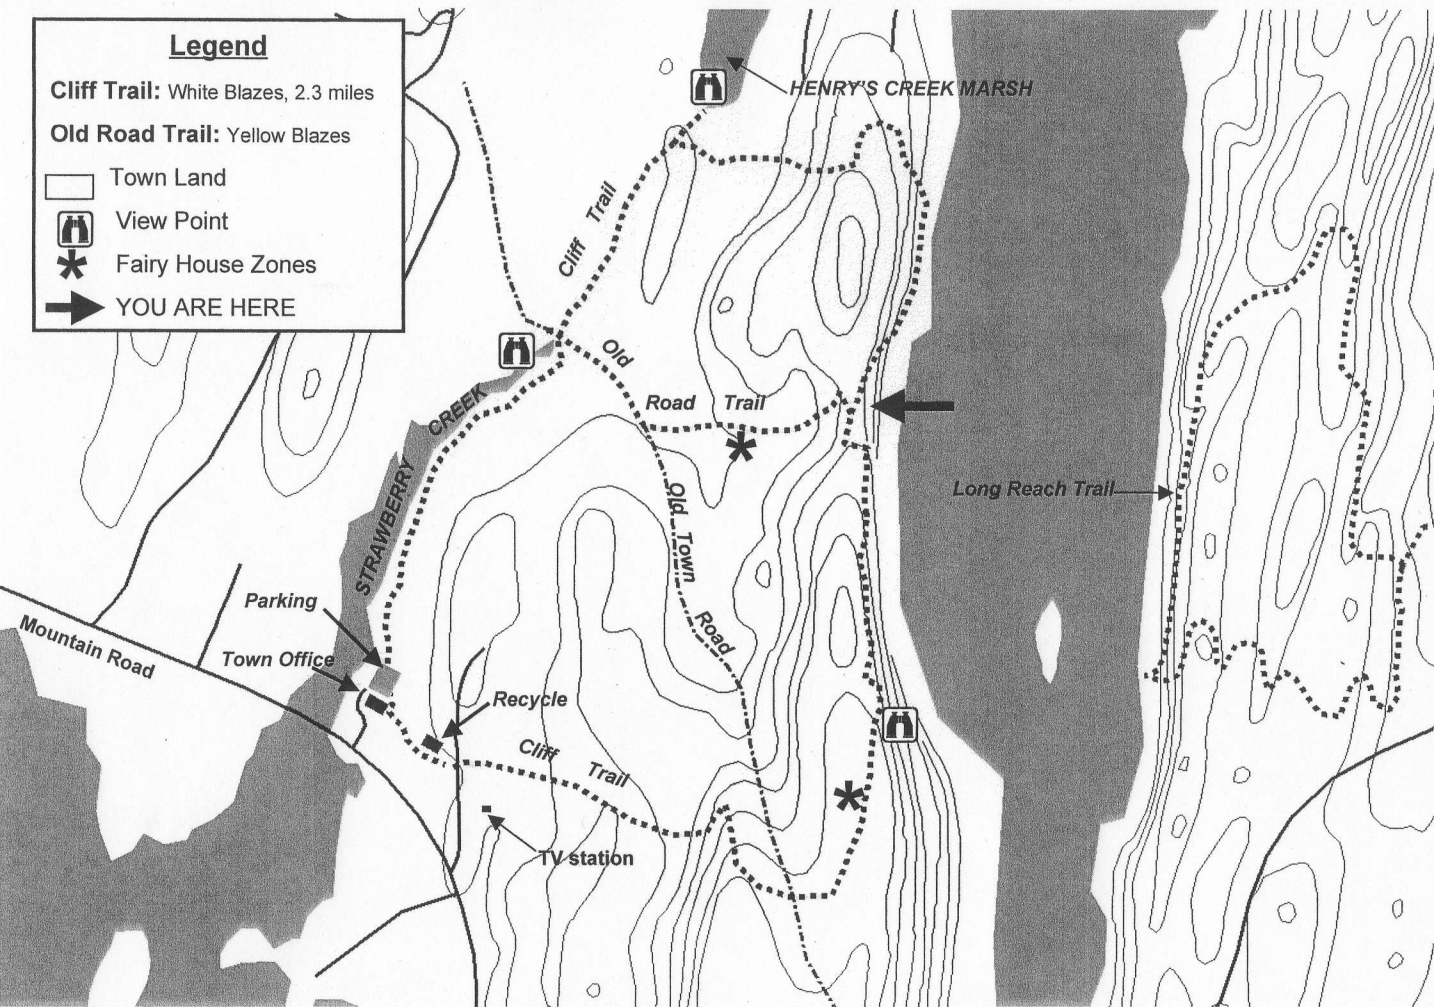 Legend
Cliff Trail: White Blazes, 2.3 miles
Old Road Trail: Yellow Blazes
Town Land
View Point
Fairy House Zones
YOU ARE HERE
HENRY'S CREEK MARSH
Cliff Trail
Old
Road Trail
STRAWBERRY CREEK
Old Town Road
Long Reach Trail
Parking
Mountain Road
Town Office
Recycle
Cliff Trail
TV station